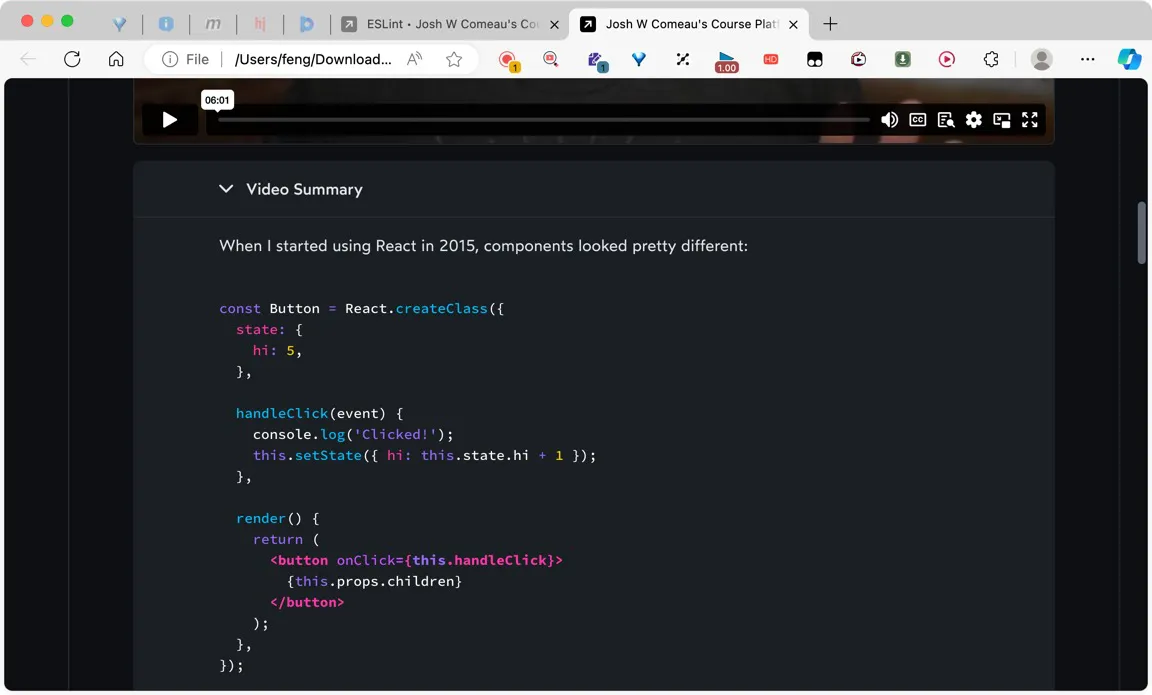 m
hi
ESLint • Josh W Comeau's Co
Josh W Comeau's Course Plat
File
/Users/feng/Download...
1
1
1.00
HD
06:01
CC
Video Summary
When I started using React in 2015, components looked pretty different:
const Button = React.createClass({
  state: {
    hi: 5,
  },
  handleClick(event) {
    console.log('Clicked!');
    this.setState({ hi: this.state.hi + 1 });
  },
  render() {
    return (
      <button onClick={this.handleClick}>
        {this.props.children}
      </button>
    );
  },
});